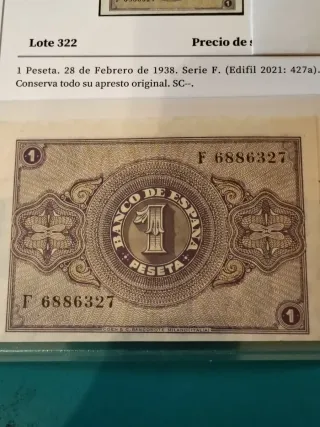 F 6886327
Lote 322
Precio de s
1 Peseta. 28 de Febrero de 1938. Serie F. (Edifil 2021: 427a).
Conserva todo su apresto original. SC-.
1
F 6886327
BANCO DE ESPAÑA
1
PESETA
F 6886327
1